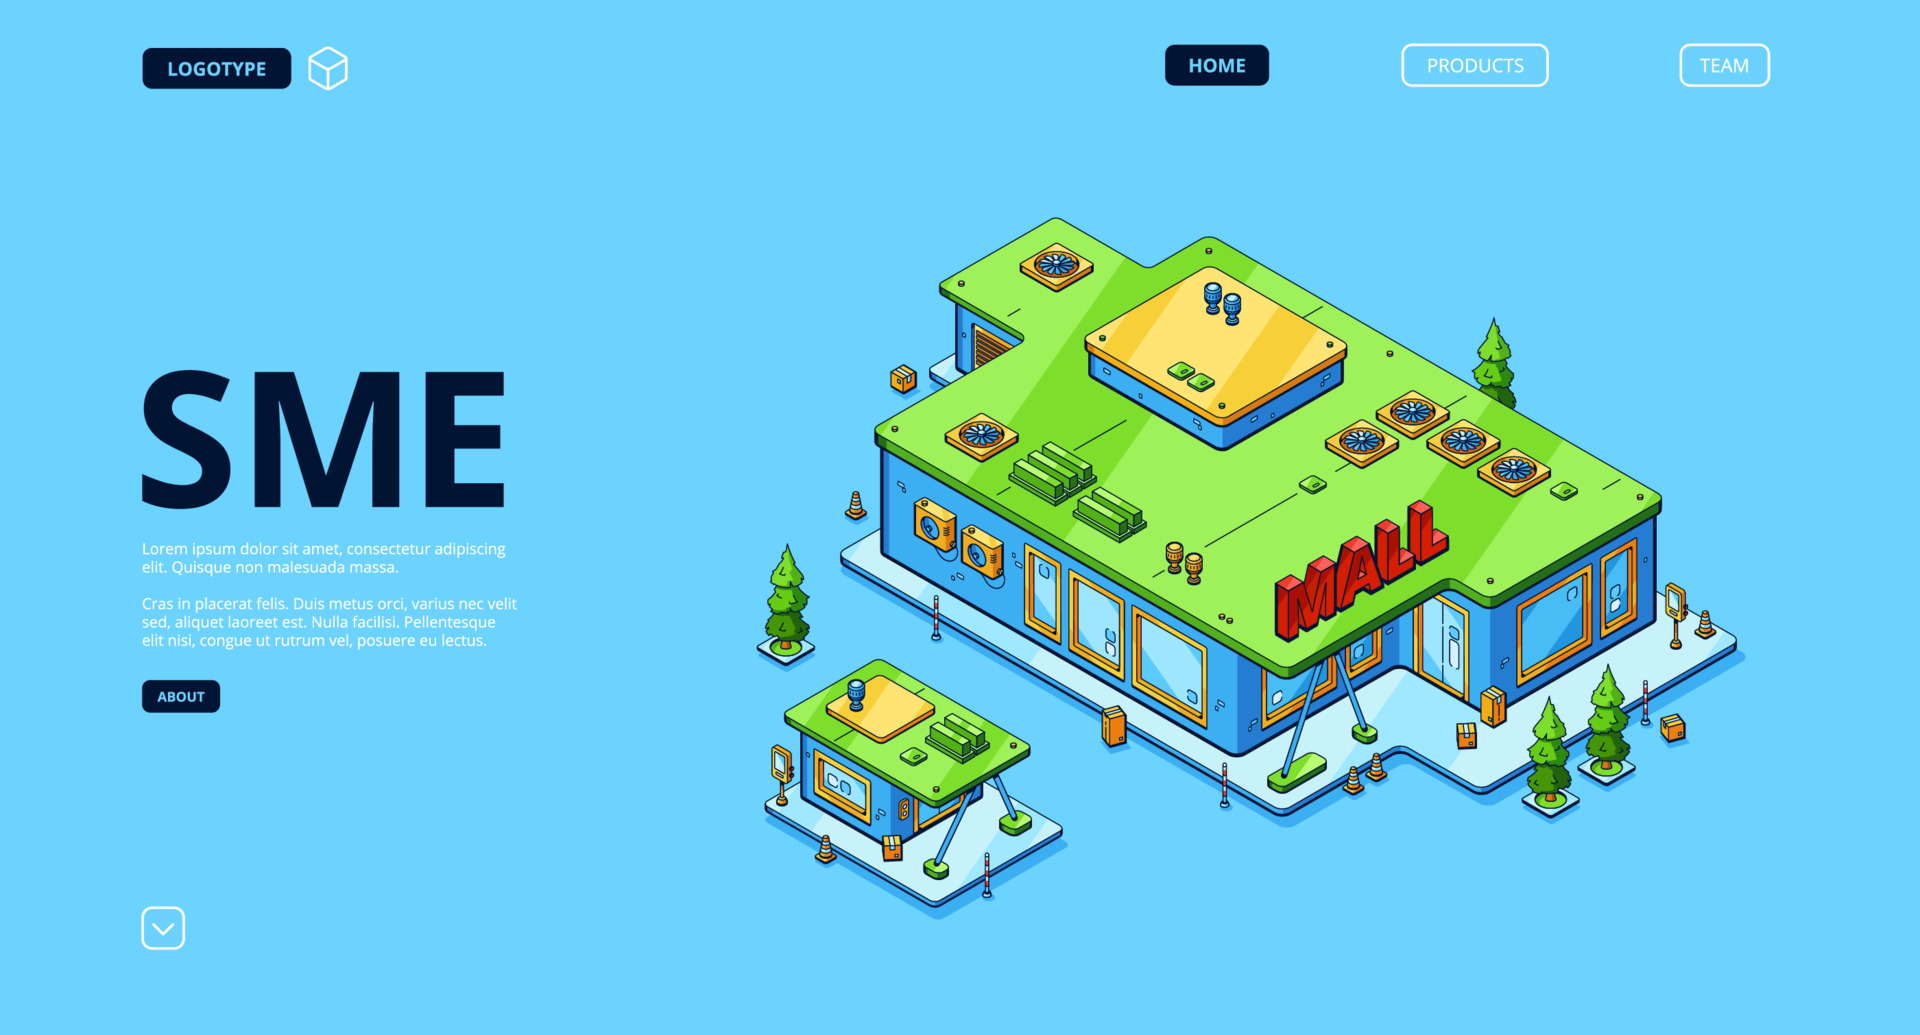 LOGOTYPE
HOME
PRODUCTS
TEAM
SME
Lorem ipsum dolor sit amet, consectetur adipiscing
elit. Quisque non malesuada massa.
Cras in placerat felis. Duis metus orci, varius nec velit
sed, aliquet laoreet est. Nulla facilisi. Pellentesque
elit nisi, congue ut rutrum vel, posuere eu lectus.
ABOUT
MALL